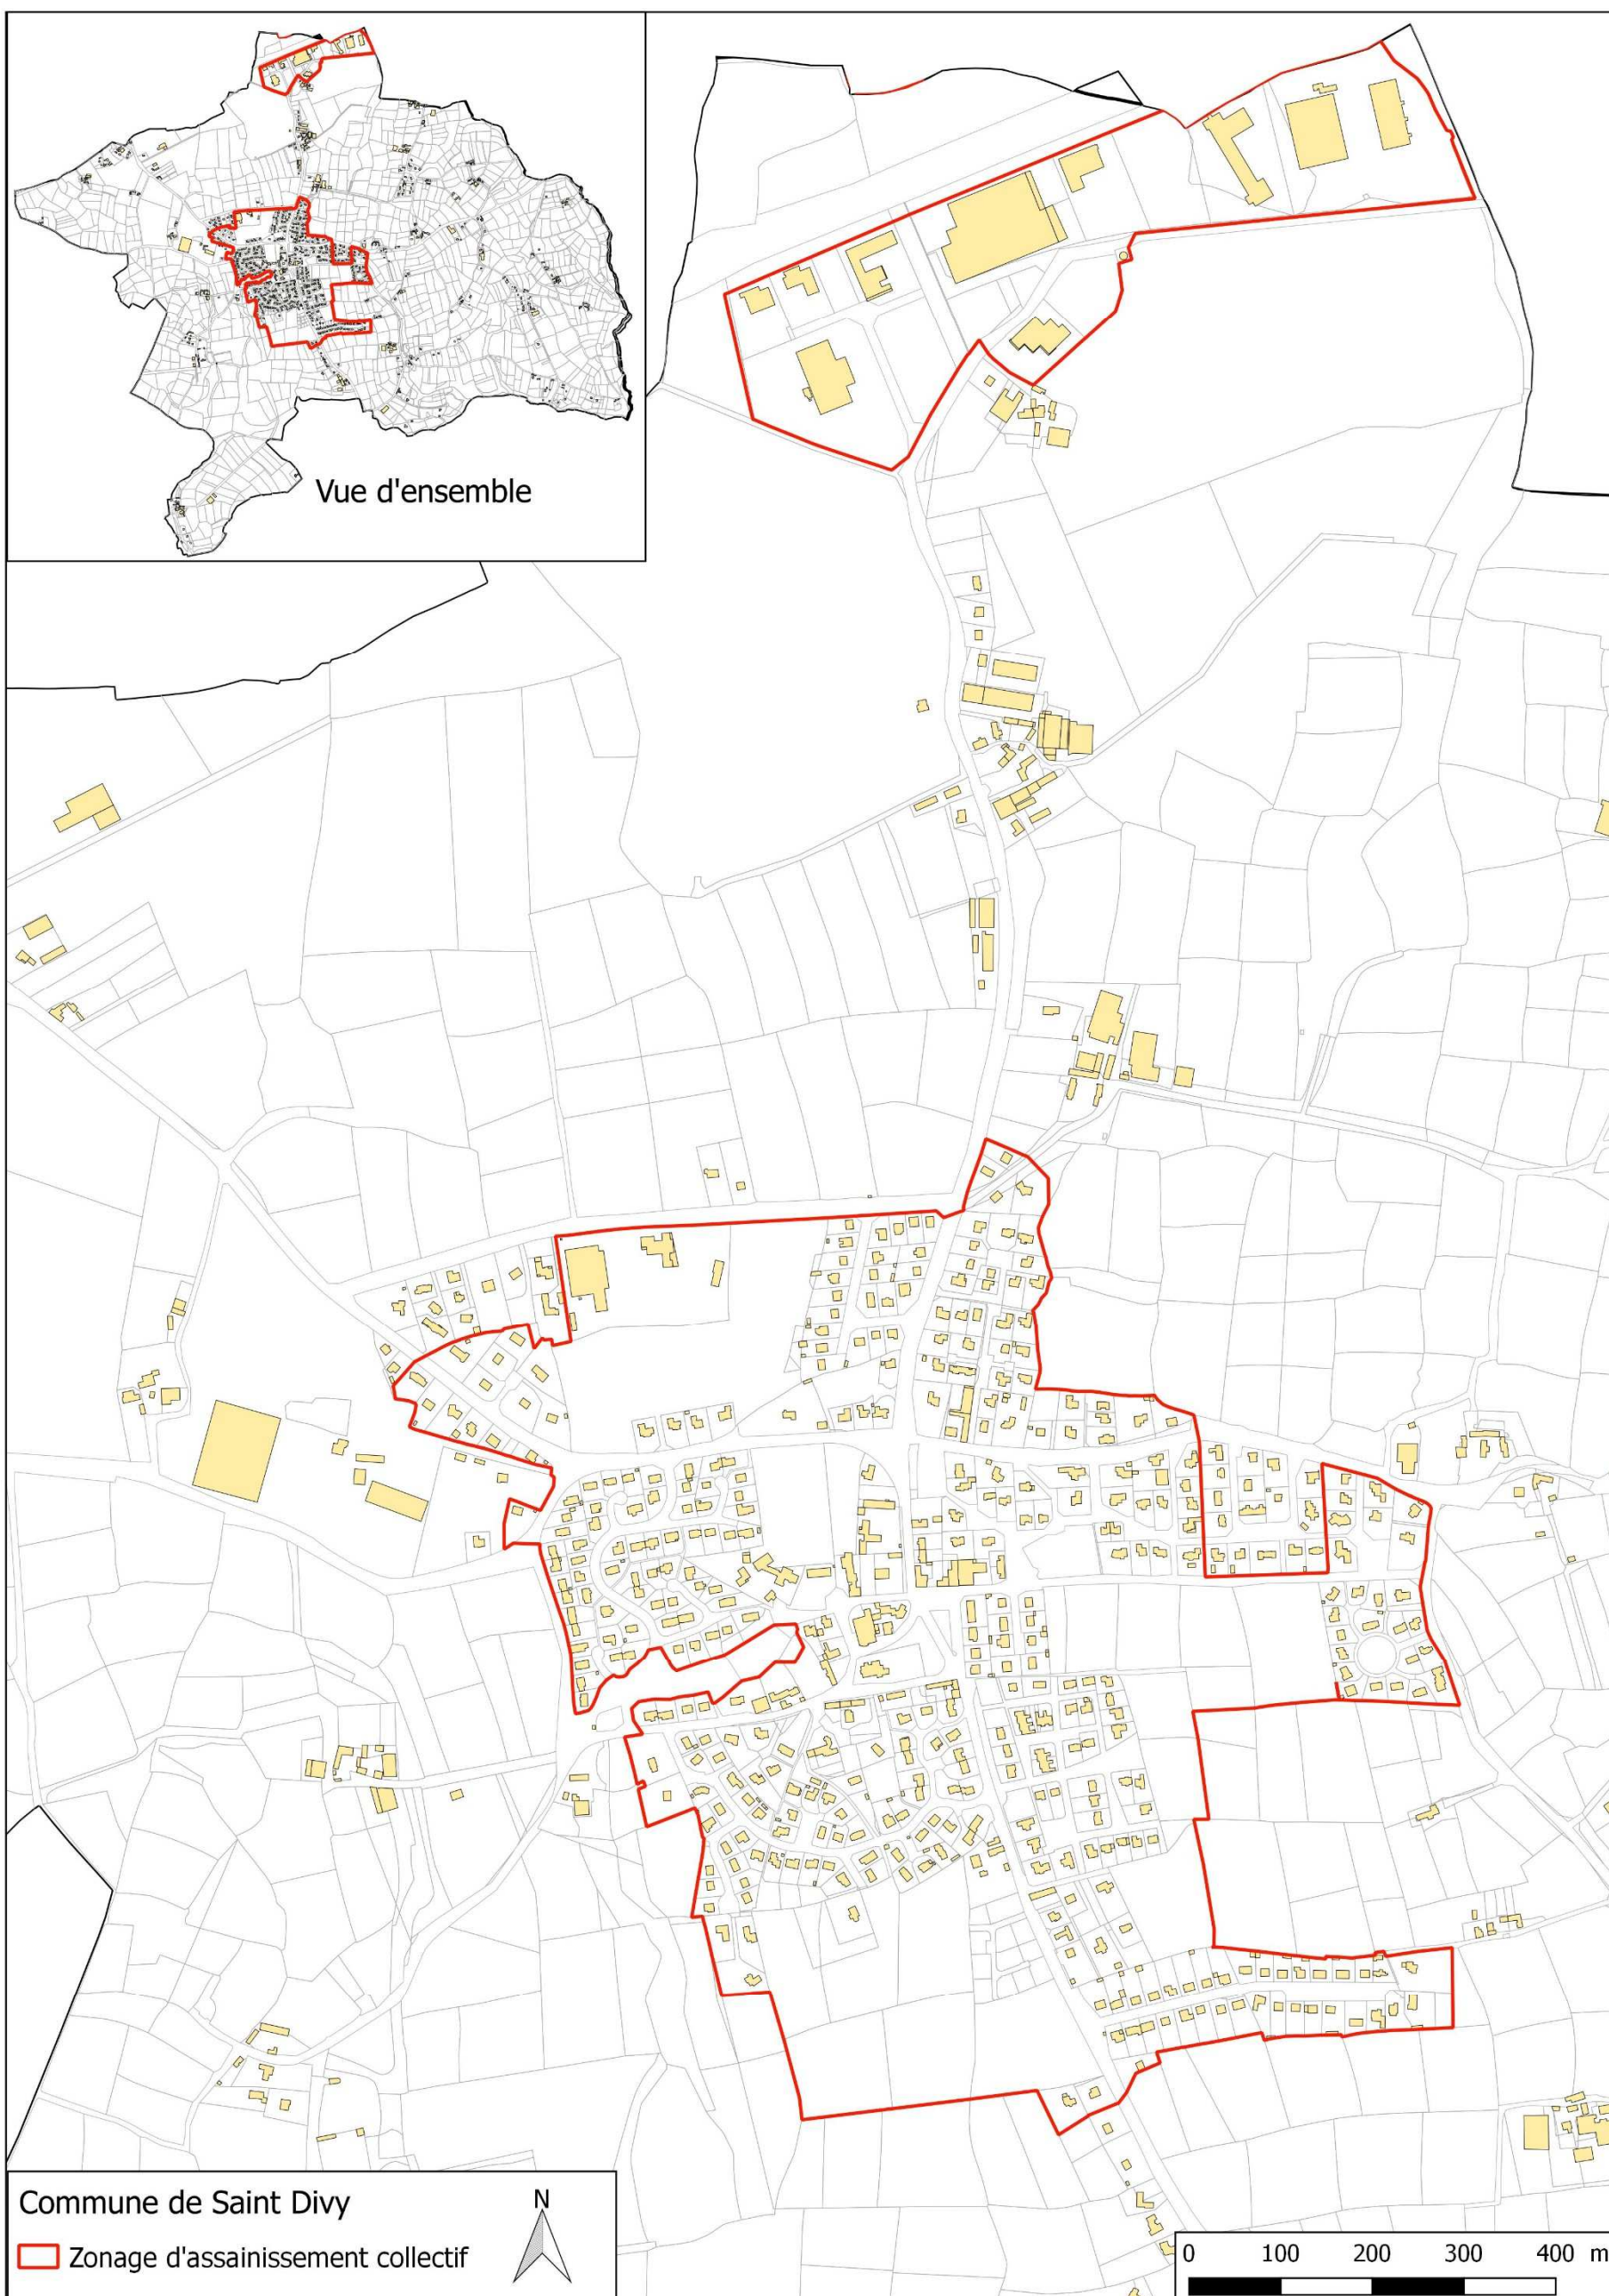 Vue d'ensemble
Commune de Saint Divy
Zonage d'assainissement collectif
N
0 100 200 300 400 m